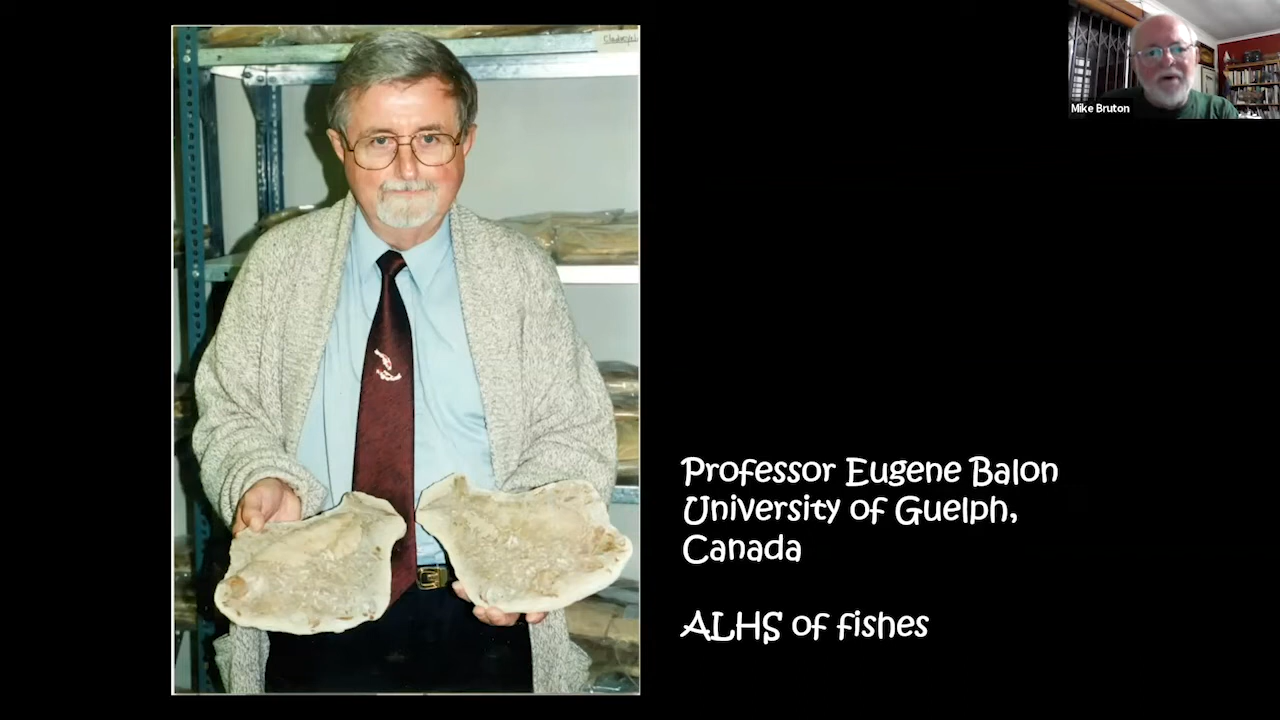 Mike Bruton
Professor Eugene Balon
University of Guelph,
Canada
ALHS of fishes